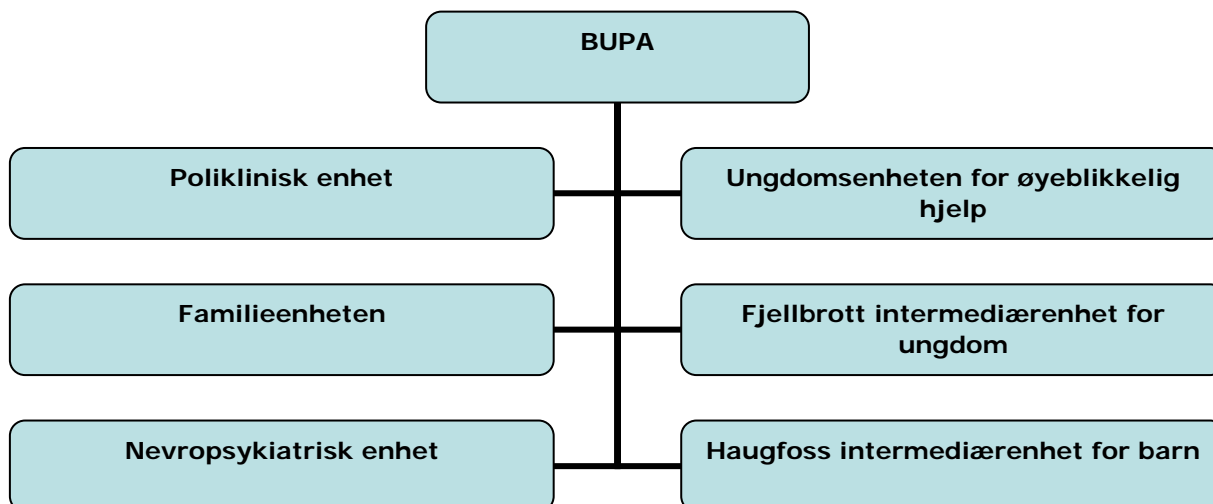 BUPA
Poliklinisk enhet
Ungdomsenheten for øyeblikkelig
hjelp
Familieenheten
Fjellbrott intermediærenhet for
ungdom
Nevropsykiatrisk enhet
Haugfoss intermediærenhet for barn